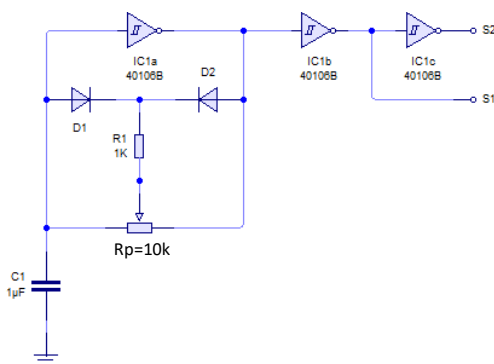 IC1a
40106B
IC1b
40106B
IC1c
40106B
S2
S1
D1
D2
R1
1K
Rp=10k
C1
1µF